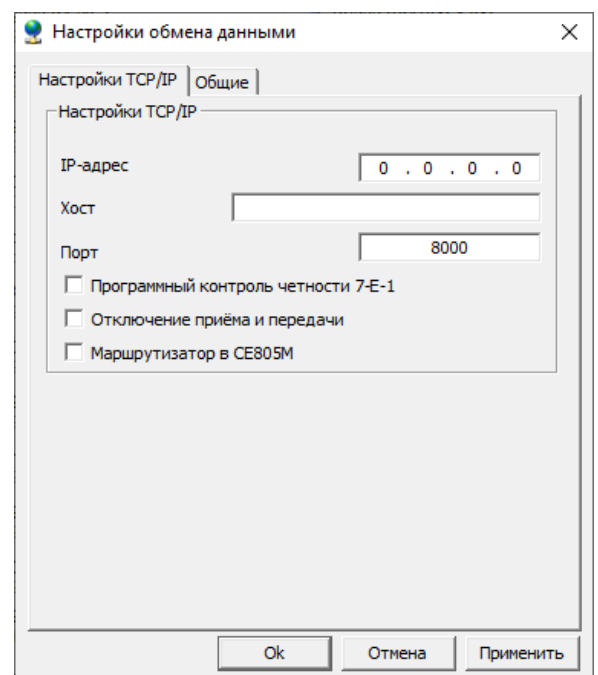 Настройки обмена данными
Настройки TCP/IP Общие
Настройки TCP/IP
IP-адрес 0 . 0 . 0 . 0
Хост
Порт 8000
Программный контроль четности 7-E-1
Отключение приёма и передачи
Маршрутизатор в CE805M
Ok Отмена Применить